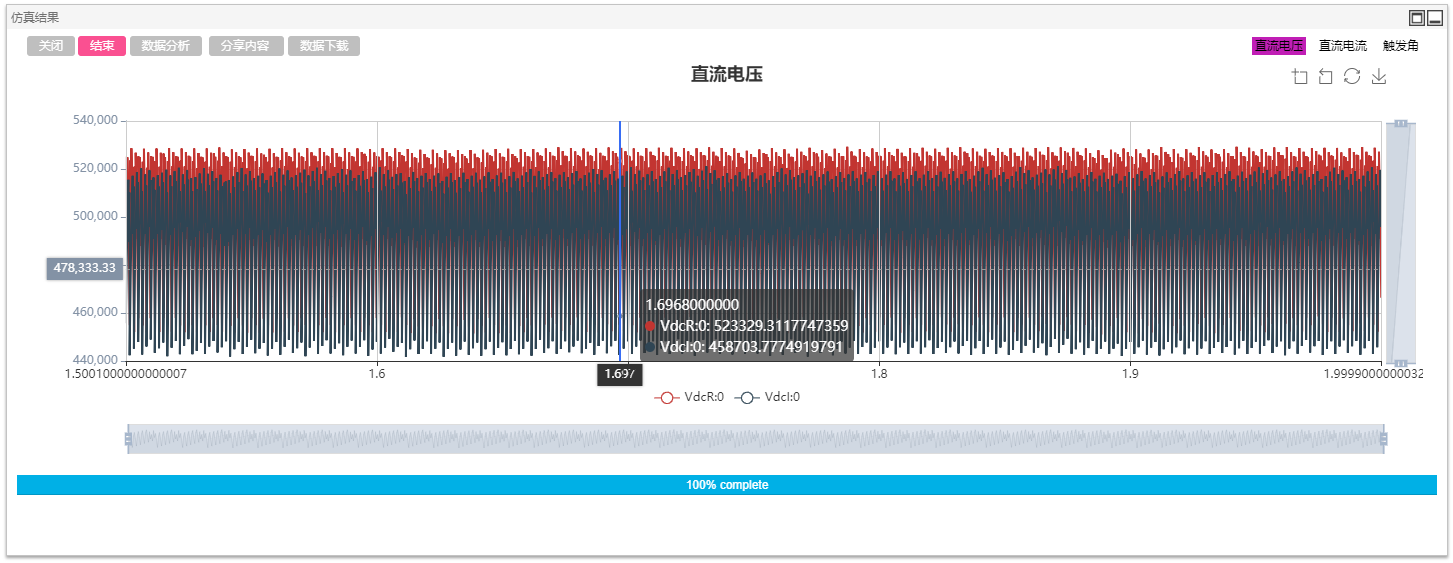 仿真结果
关闭 结束 数据分析 分享内容 数据下载
直流电压 直流电流 触发角
直流电压
540,000
520,000
500,000
478,333.33
460,000
440,000
1.6968000000
VdcR:0: 523329.3117747359
VdcI:0: 458703.7774919791
1.5001000000000007 1.6 1.697 1.8 1.9 1.9999000000032
VdcR:0 VdcI:0
100% complete